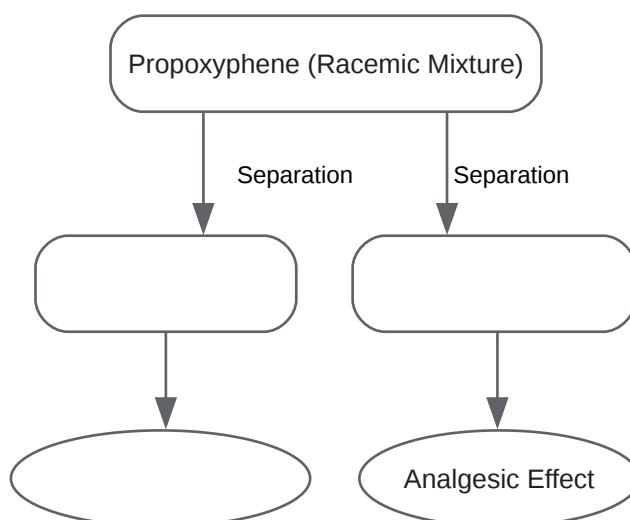 Propoxyphene (Racemic Mixture)
Separation
Separation
Analgesic Effect